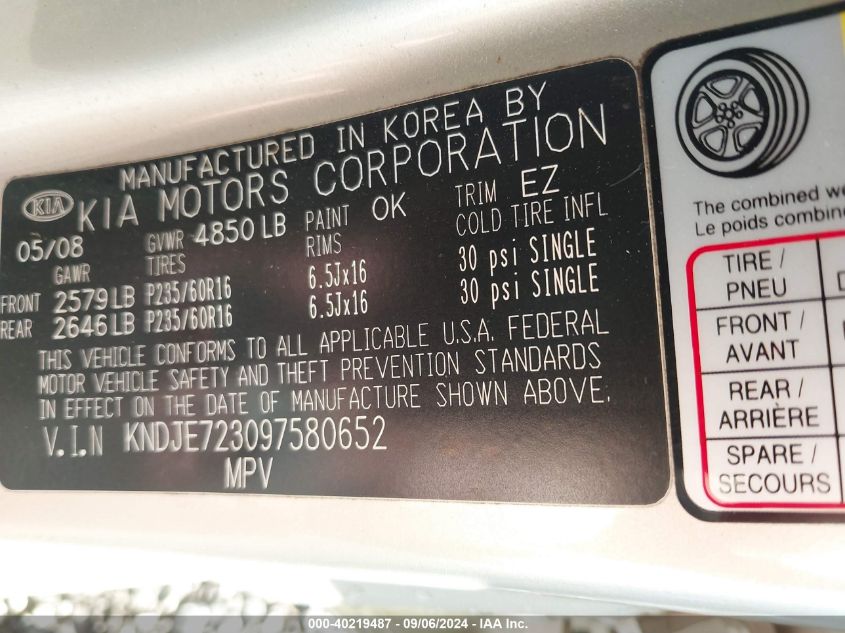 MANUFACTURED IN KOREA BY
KIA KIA MOTORS CORPORATION
05/08 GVWR 4850 LB PAINT OK TRIM EZ
GAWR TIRES RIMS COLD TIRE INFL
FRONT 2579 LB P235/60R16 6.5Jx16 30 psi SINGLE
REAR 2646 LB P235/60R16 6.5Jx16 30 psi SINGLE
THIS VEHICLE CONFORMS TO ALL APPLICABLE U.S.A. FEDERAL
MOTOR VEHICLE SAFETY AND THEFT PREVENTION STANDARDS
IN EFFECT ON THE DATE OF MANUFACTURE SHOWN ABOVE.
V.I.N KNDJE723097580652
MPV
The combined we
Le poids combin
TIRE /
PNEU
FRONT /
AVANT
REAR /
ARRIÈRE
SPARE /
SECOURS
000-40219487 - 09/06/2024 - IAA Inc.